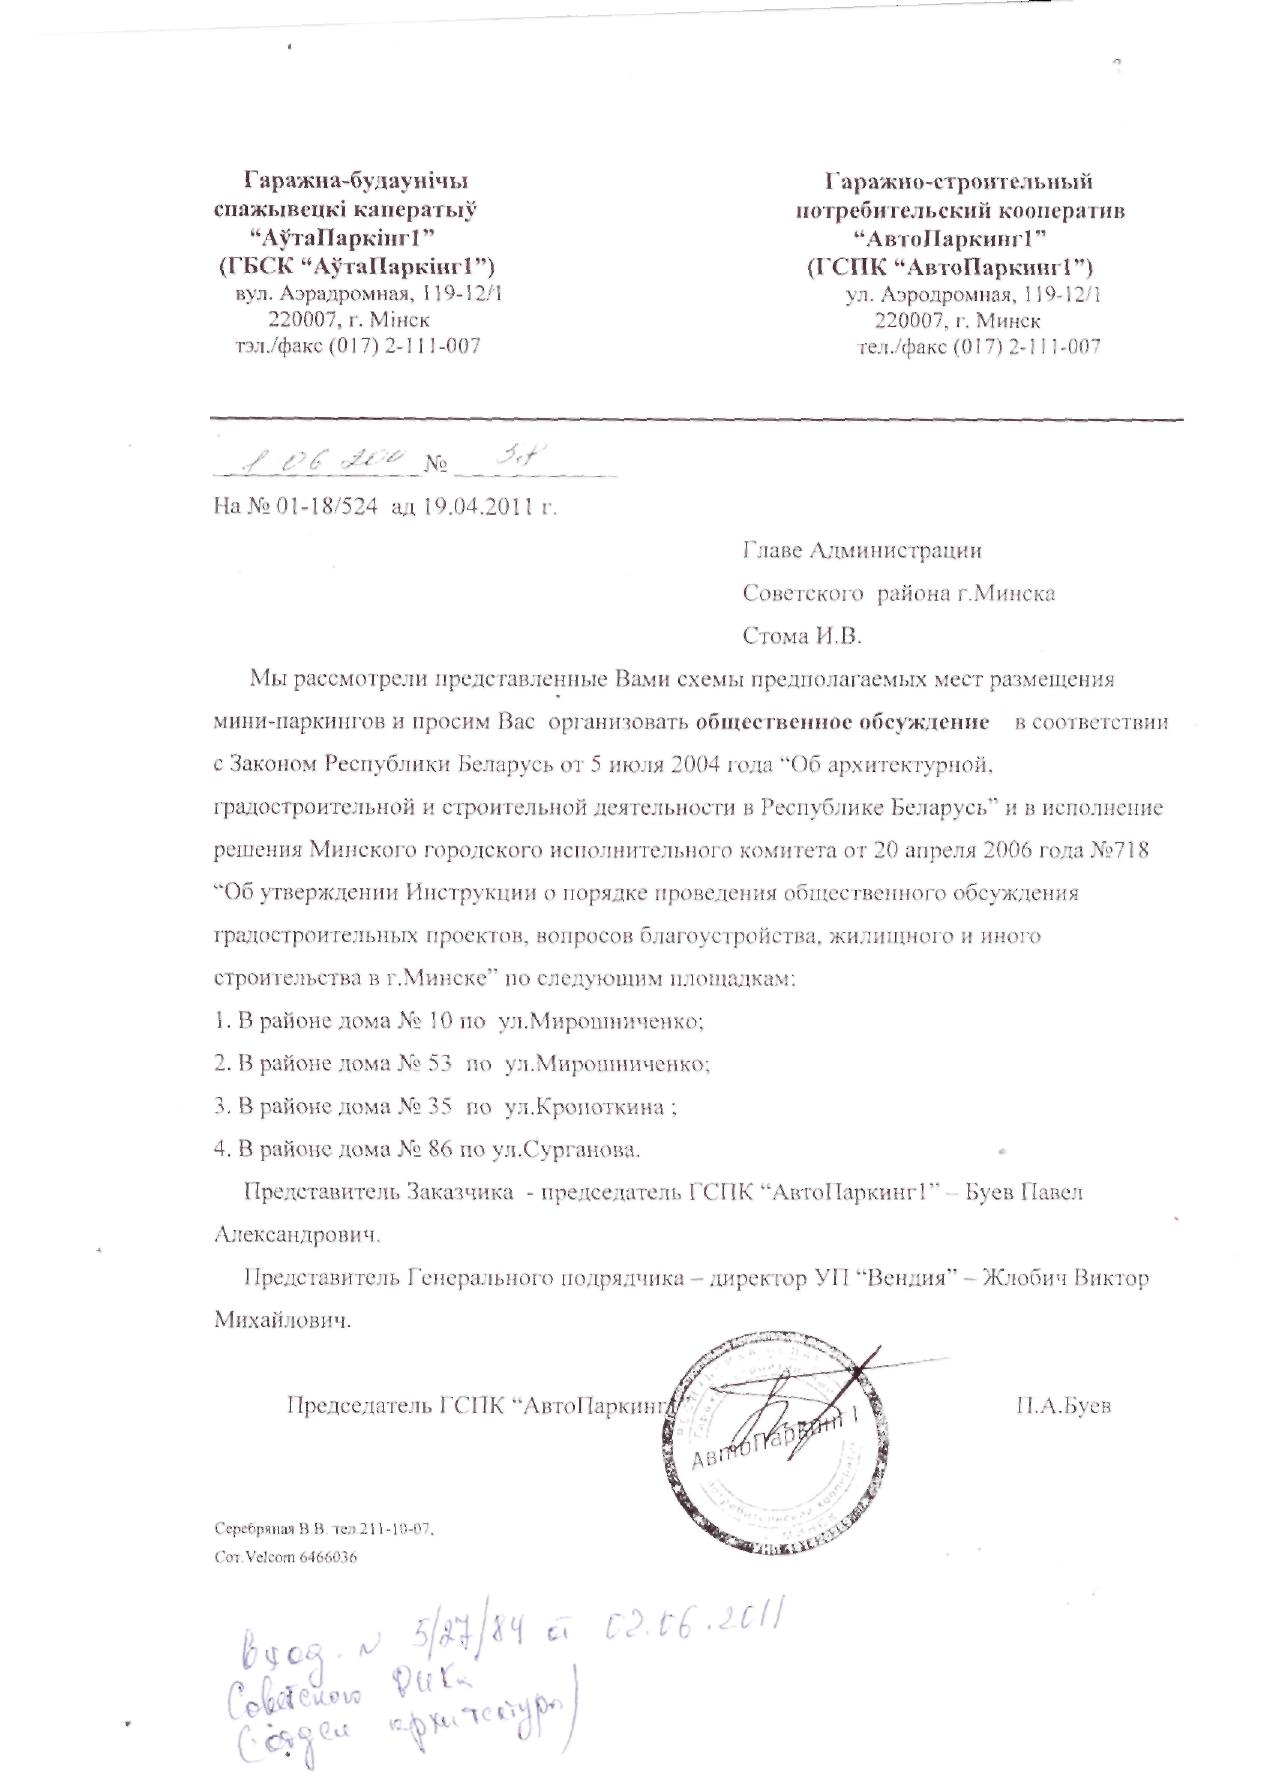 Гаражна-будаунічы
спажывецкі каператыў
“АўтаПаркінг1”
(ГБСК “АўтаПаркінг1”)
вул. Аэрадромная, 119-12/1
220007, г. Мінск
тэл./факс (017) 2-111-007
Гаражно-строительный
потребительский кооператив
“АвтоПаркинг1”
(ГСПК “АвтоПаркинг1”)
ул. Аэродромная, 119-12/1
220007, г. Минск
тел./факс (017) 2-111-007
1 06 2011 №
На № 01-18/524 ад 19.04.2011 г.
Главе Администрации
Советского района г.Минска
Стома И.В.
Мы рассмотрели представленные Вами схемы предполагаемых мест размещения
мини-паркингов и просим Вас организовать общественное обсуждение в соответствии
с Законом Республики Беларусь от 5 июля 2004 года “Об архитектурной,
градостроительной и строительной деятельности в Республике Беларусь” и в исполнение
решения Минского городского исполнительного комитета от 20 апреля 2006 года №718
“Об утверждении Инструкции о порядке проведения общественного обсуждения
градостроительных проектов, вопросов благоустройства, жилищного и иного
строительства в г.Минске” по следующим площадкам:
1. В районе дома № 10 по ул.Мирошниченко;
2. В районе дома № 53 по ул.Мирошниченко;
3. В районе дома № 35 по ул.Кропоткина ;
4. В районе дома № 86 по ул.Сурганова.
Представитель Заказчика - председатель ГСПК “АвтоПаркинг1” – Буев Павел
Александрович.
Представитель Генерального подрядчика – директор УП “Вендия” – Жлобич Виктор
Михайлович.
Председатель ГСПК “АвтоПаркинг1” П.А.Буев
АвтоПаркинг 1
Серебряная В.В. тел.211-10-07,
Сот.Velcom 6466036
Вход. N 5/27/84 от 02.06.2011
Советского РИКа
(отдел архитектуры)